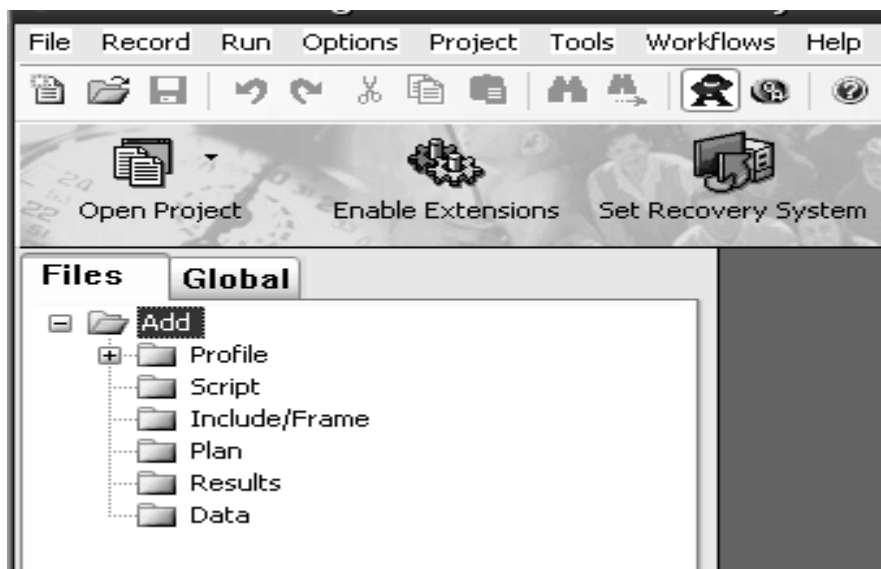 File Record Run Options Project Tools Workflows Help
Open Project Enable Extensions Set Recovery System
Files Global
Add
Profile
Script
Include/Frame
Plan
Results
Data